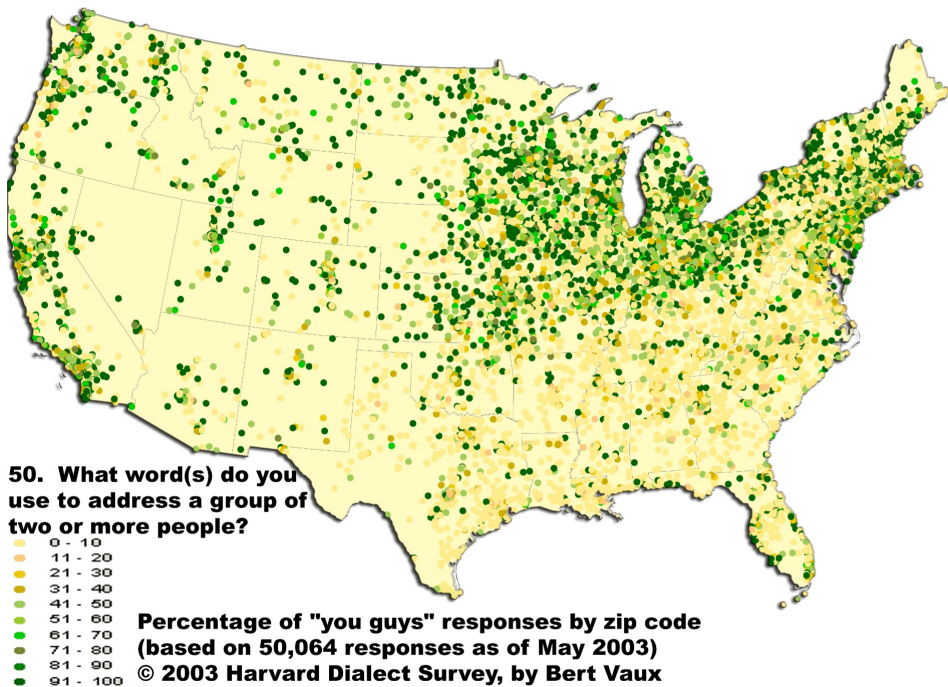 50. What word(s) do you
use to address a group of
two or more people?
0 - 10
11 - 20
21 - 30
31 - 40
41 - 50
51 - 60
61 - 70
71 - 80
81 - 90
91 - 100
Percentage of "you guys" responses by zip code
(based on 50,064 responses as of May 2003)
© 2003 Harvard Dialect Survey, by Bert Vaux